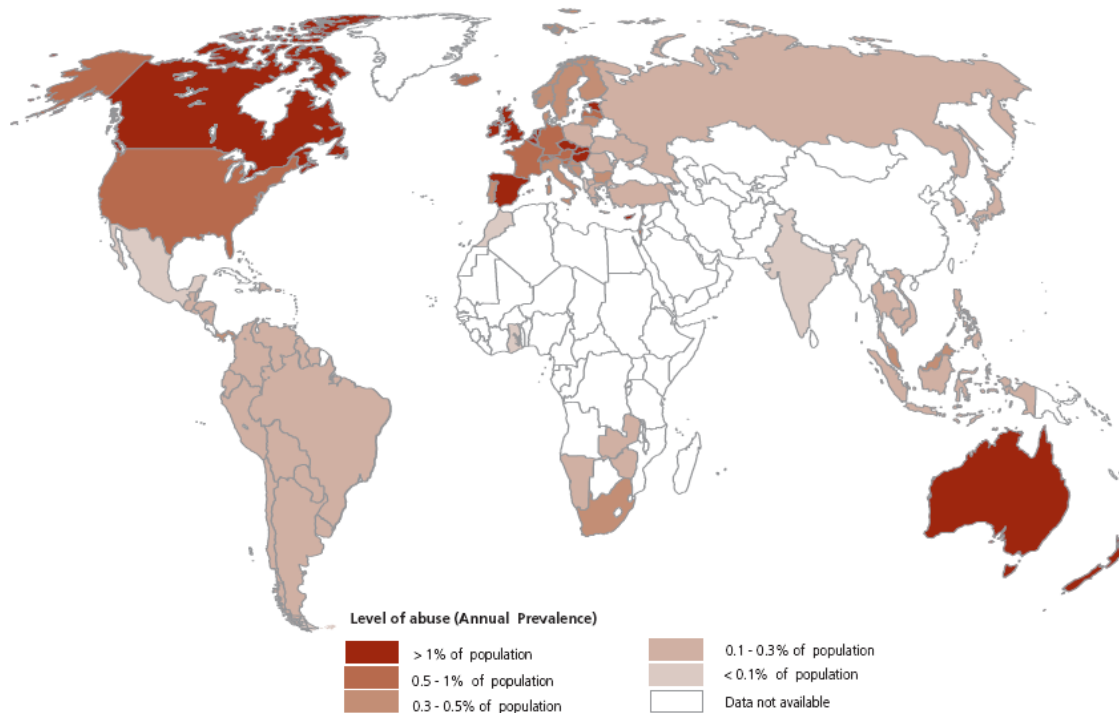 Level of abuse (Annual Prevalence)
> 1% of population
0.5 - 1% of population
0.3 - 0.5% of population
0.1 - 0.3% of population
< 0.1% of population
Data not available